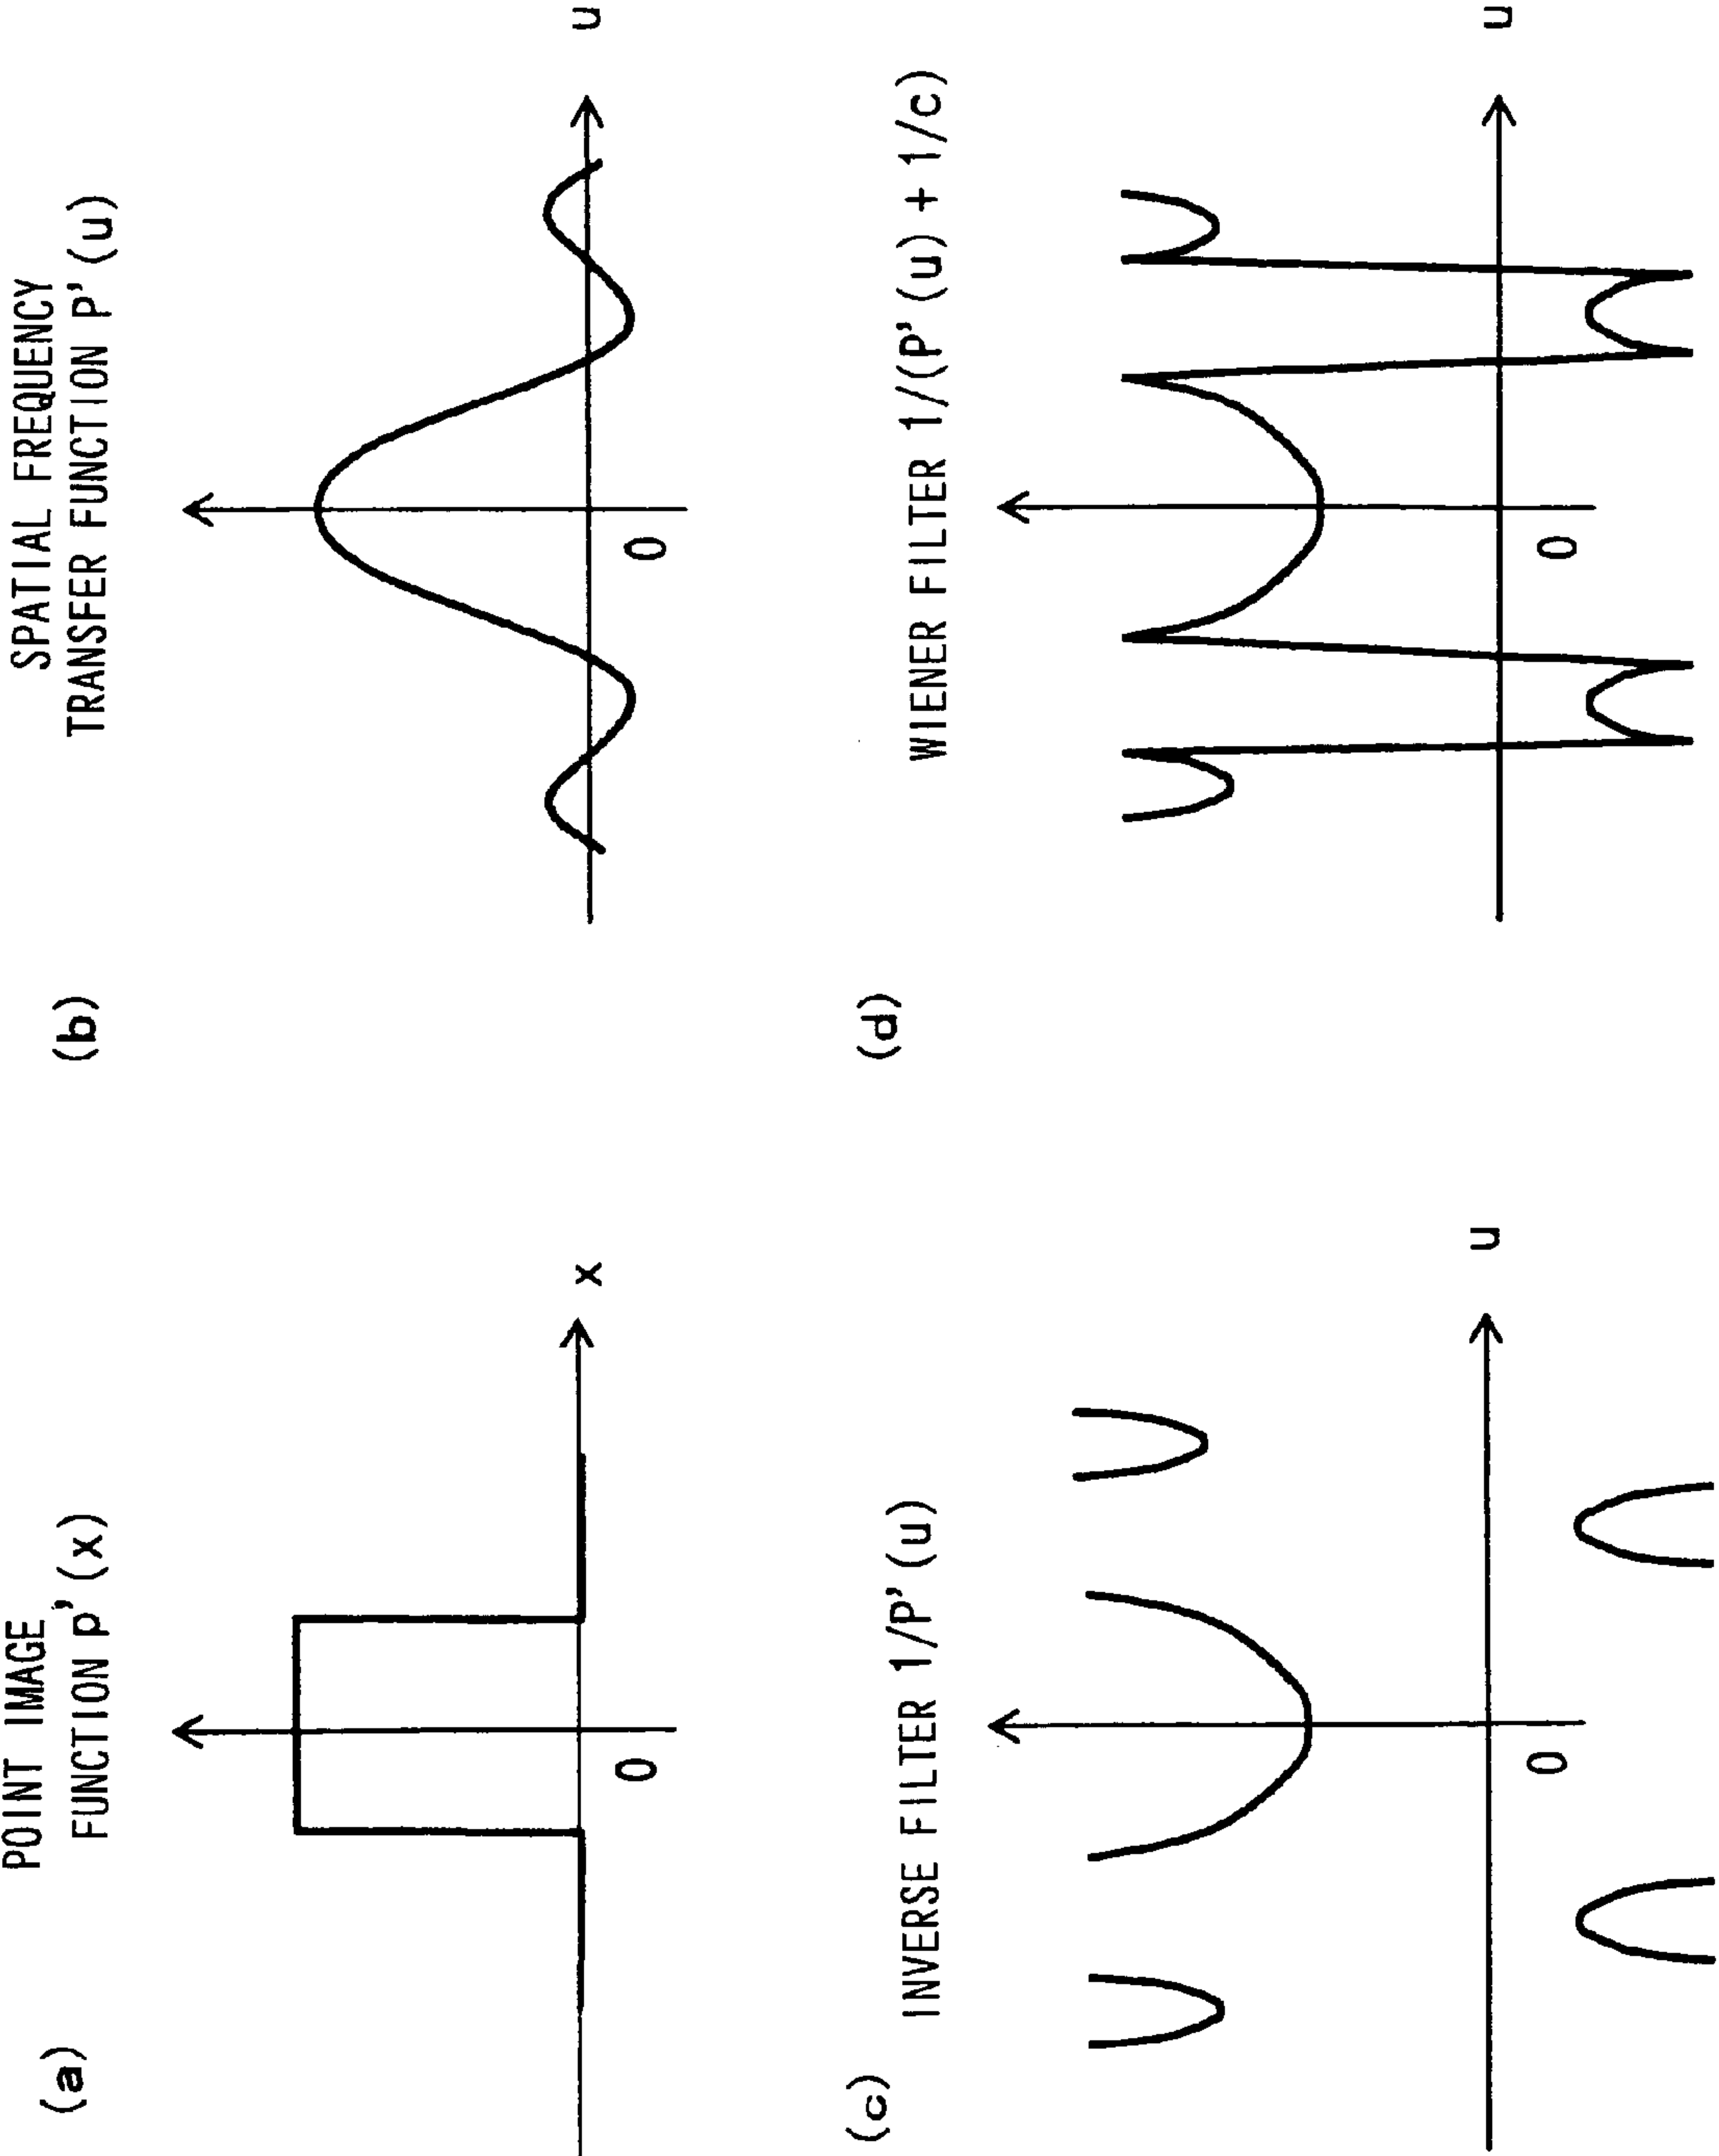 (a)
POINT IMAGE
FUNCTION p'(x)
x
0
(b)
SPATIAL FREQUENCY
TRANSFER FUNCTION P'(u)
u
0
(c)
INVERSE FILTER 1/P'(u)
u
0
(d)
WIENER FILTER 1/(P'(u) + 1/c)
u
0